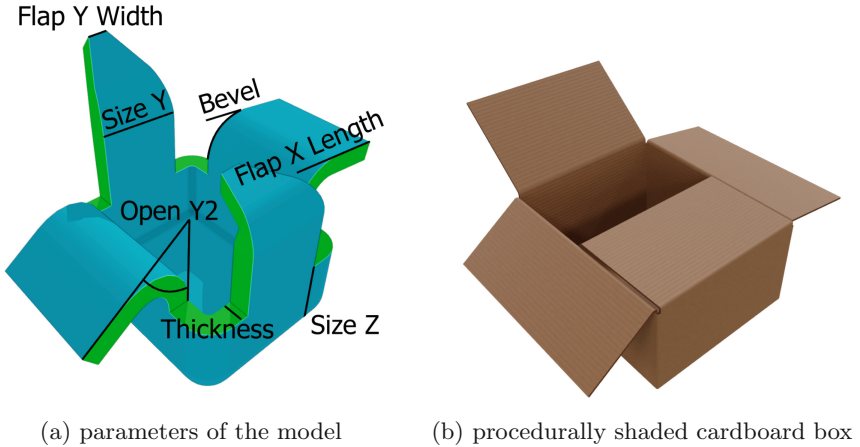 Flap Y Width
Size Y
Bevel
Flap X Length
Open Y2
Thickness
Size Z
(a) parameters of the model
(b) procedurally shaded cardboard box